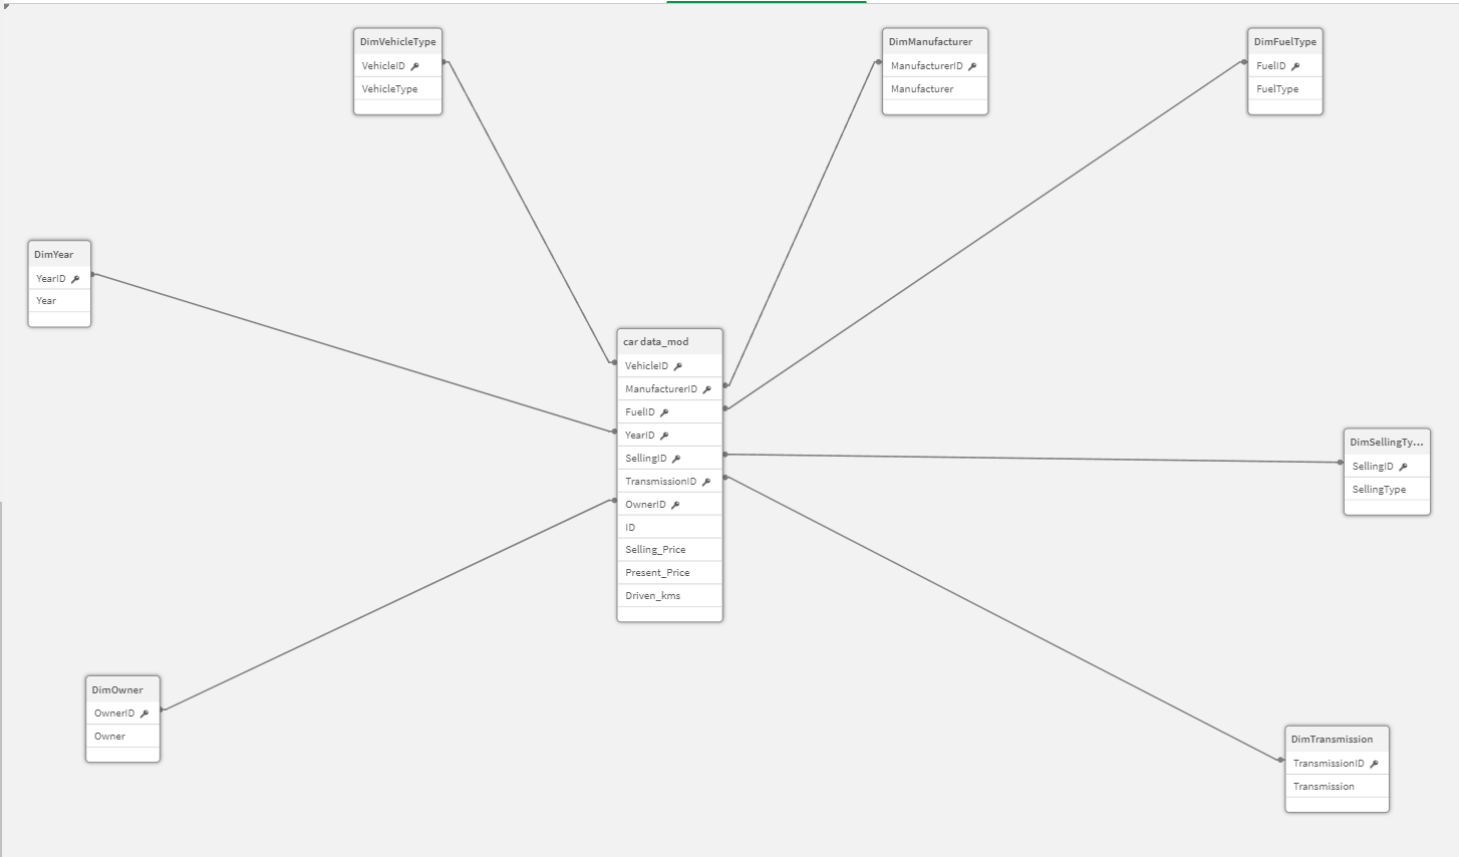 DimVehicleType
VehicleID
VehicleType
DimManufacturer
ManufacturerID
Manufacturer
DimFuelType
FuelID
FuelType
DimYear
YearID
Year
car data_mod
VehicleID
ManufacturerID
FuelID
YearID
SellingID
TransmissionID
OwnerID
ID
Selling_Price
Present_Price
Driven_kms
DimSellingTy...
SellingID
SellingType
DimOwner
OwnerID
Owner
DimTransmission
TransmissionID
Transmission